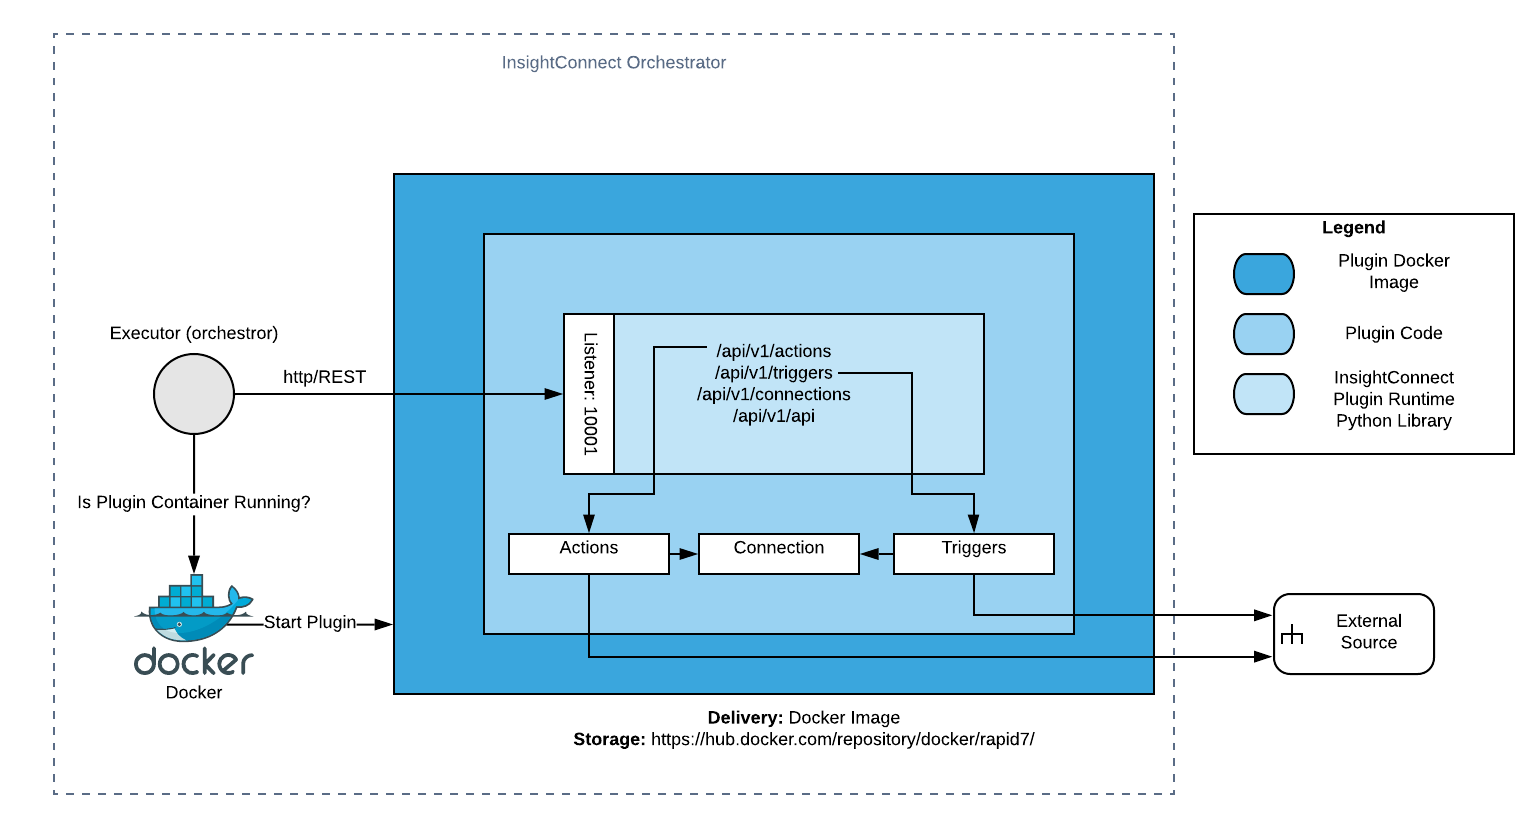 InsightConnect Orchestrator
Executor (orchestror)
http/REST
Is Plugin Container Running?
docker
Docker
Start Plugin
Listener: 10001
/api/v1/actions
/api/v1/triggers
/api/v1/connections
/api/v1/api
Actions
Connection
Triggers
Delivery: Docker Image
Storage: https://hub.docker.com/repository/docker/rapid7/
Legend
Plugin Docker
Image
Plugin Code
InsightConnect
Plugin Runtime
Python Library
External
Source